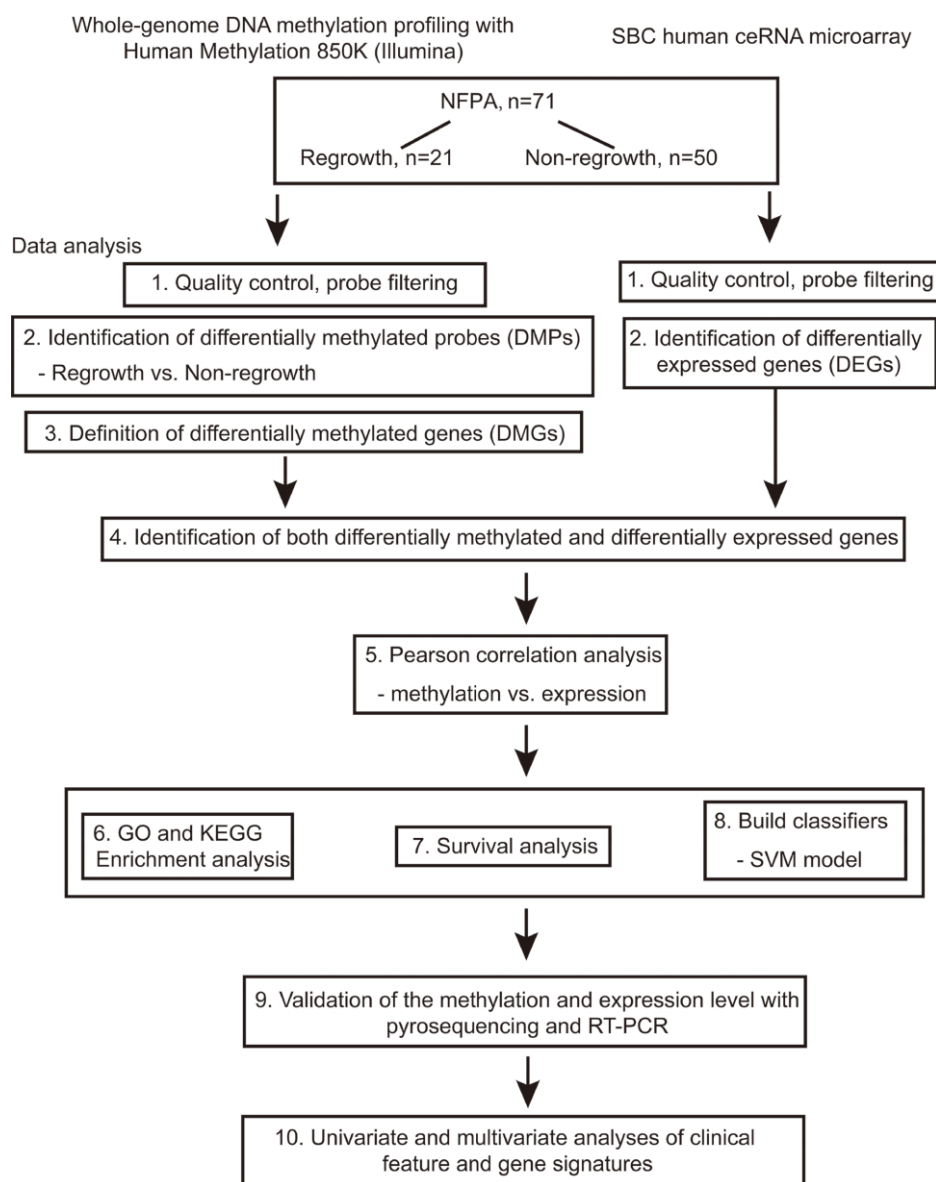 Whole-genome DNA methylation profiling with
Human Methylation 850K (Illumina)
SBC human ceRNA microarray
NFPA, n=71
Regrowth, n=21
Non-regrowth, n=50
Data analysis
1. Quality control, probe filtering
2. Identification of differentially methylated probes (DMPs)
- Regrowth vs. Non-regrowth
3. Definition of differentially methylated genes (DMGs)
1. Quality control, probe filtering
2. Identification of differentially
expressed genes (DEGs)
4. Identification of both differentially methylated and differentially expressed genes
5. Pearson correlation analysis
- methylation vs. expression
6. GO and KEGG
Enrichment analysis
7. Survival analysis
8. Build classifiers
- SVM model
9. Validation of the methylation and expression level with
pyrosequencing and RT-PCR
10. Univariate and multivariate analyses of clinical
feature and gene signatures